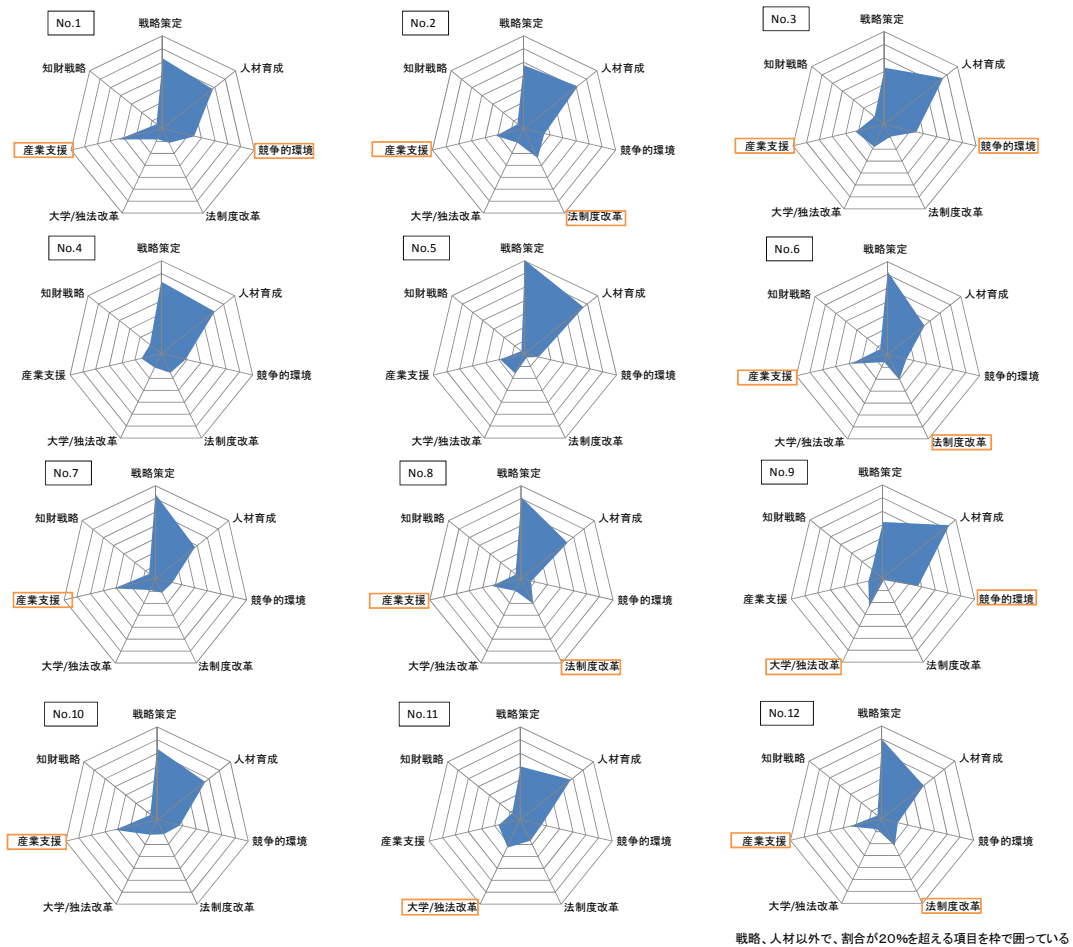 No.1
戦略策定
人材育成
競争的環境
法制度改革
大学/独法改革
産業支援
知財戦略
No.2
戦略策定
人材育成
競争的環境
法制度改革
大学/独法改革
産業支援
知財戦略
No.3
戦略策定
人材育成
競争的環境
法制度改革
大学/独法改革
産業支援
知財戦略
No.4
戦略策定
人材育成
競争的環境
法制度改革
大学/独法改革
産業支援
知財戦略
No.5
戦略策定
人材育成
競争的環境
法制度改革
大学/独法改革
産業支援
知財戦略
No.6
戦略策定
人材育成
競争的環境
法制度改革
大学/独法改革
産業支援
知財戦略
No.7
戦略策定
人材育成
競争的環境
法制度改革
大学/独法改革
産業支援
知財戦略
No.8
戦略策定
人材育成
競争的環境
法制度改革
大学/独法改革
産業支援
知財戦略
No.9
戦略策定
人材育成
競争的環境
法制度改革
大学/独法改革
産業支援
知財戦略
No.10
戦略策定
人材育成
競争的環境
法制度改革
大学/独法改革
産業支援
知財戦略
No.11
戦略策定
人材育成
競争的環境
法制度改革
大学/独法改革
産業支援
知財戦略
No.12
戦略策定
人材育成
競争的環境
法制度改革
大学/独法改革
産業支援
知財戦略
戦略、人材以外で、割合が20%を超える項目を枠で囲っている